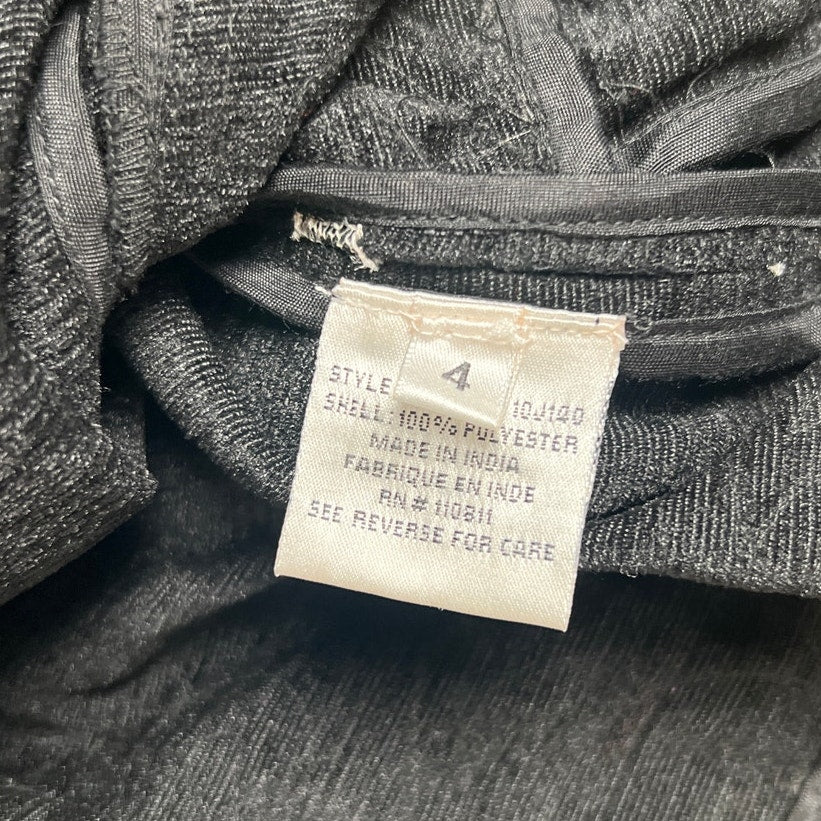 4
STYLE 10J140
SHELL: 100% POLYESTER
MADE IN INDIA
FABRIQUE EN INDE
RN# 110811
SEE REVERSE FOR CARE